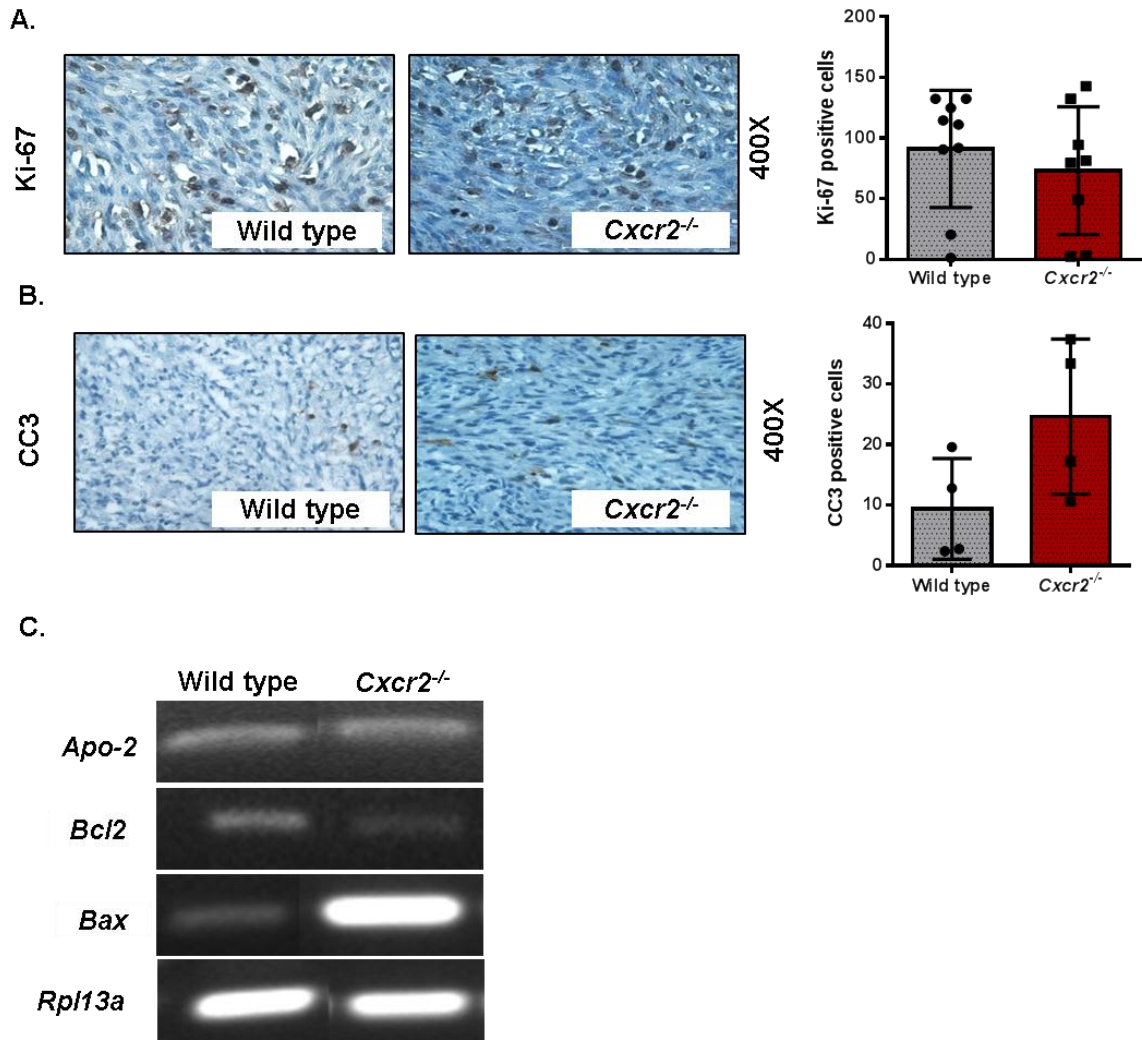 A.
Ki-67
Wild type
Cxcr2-/-
400X
Ki-67 positive cells
200
150
100
50
0
Wild type
Cxcr2-/-
B.
CC3
Wild type
Cxcr2-/-
400X
CC3 positive cells
40
30
20
10
0
Wild type
Cxcr2-/-
C.
Wild type Cxcr2-/-
Apo-2
Bcl2
Bax
Rpl13a